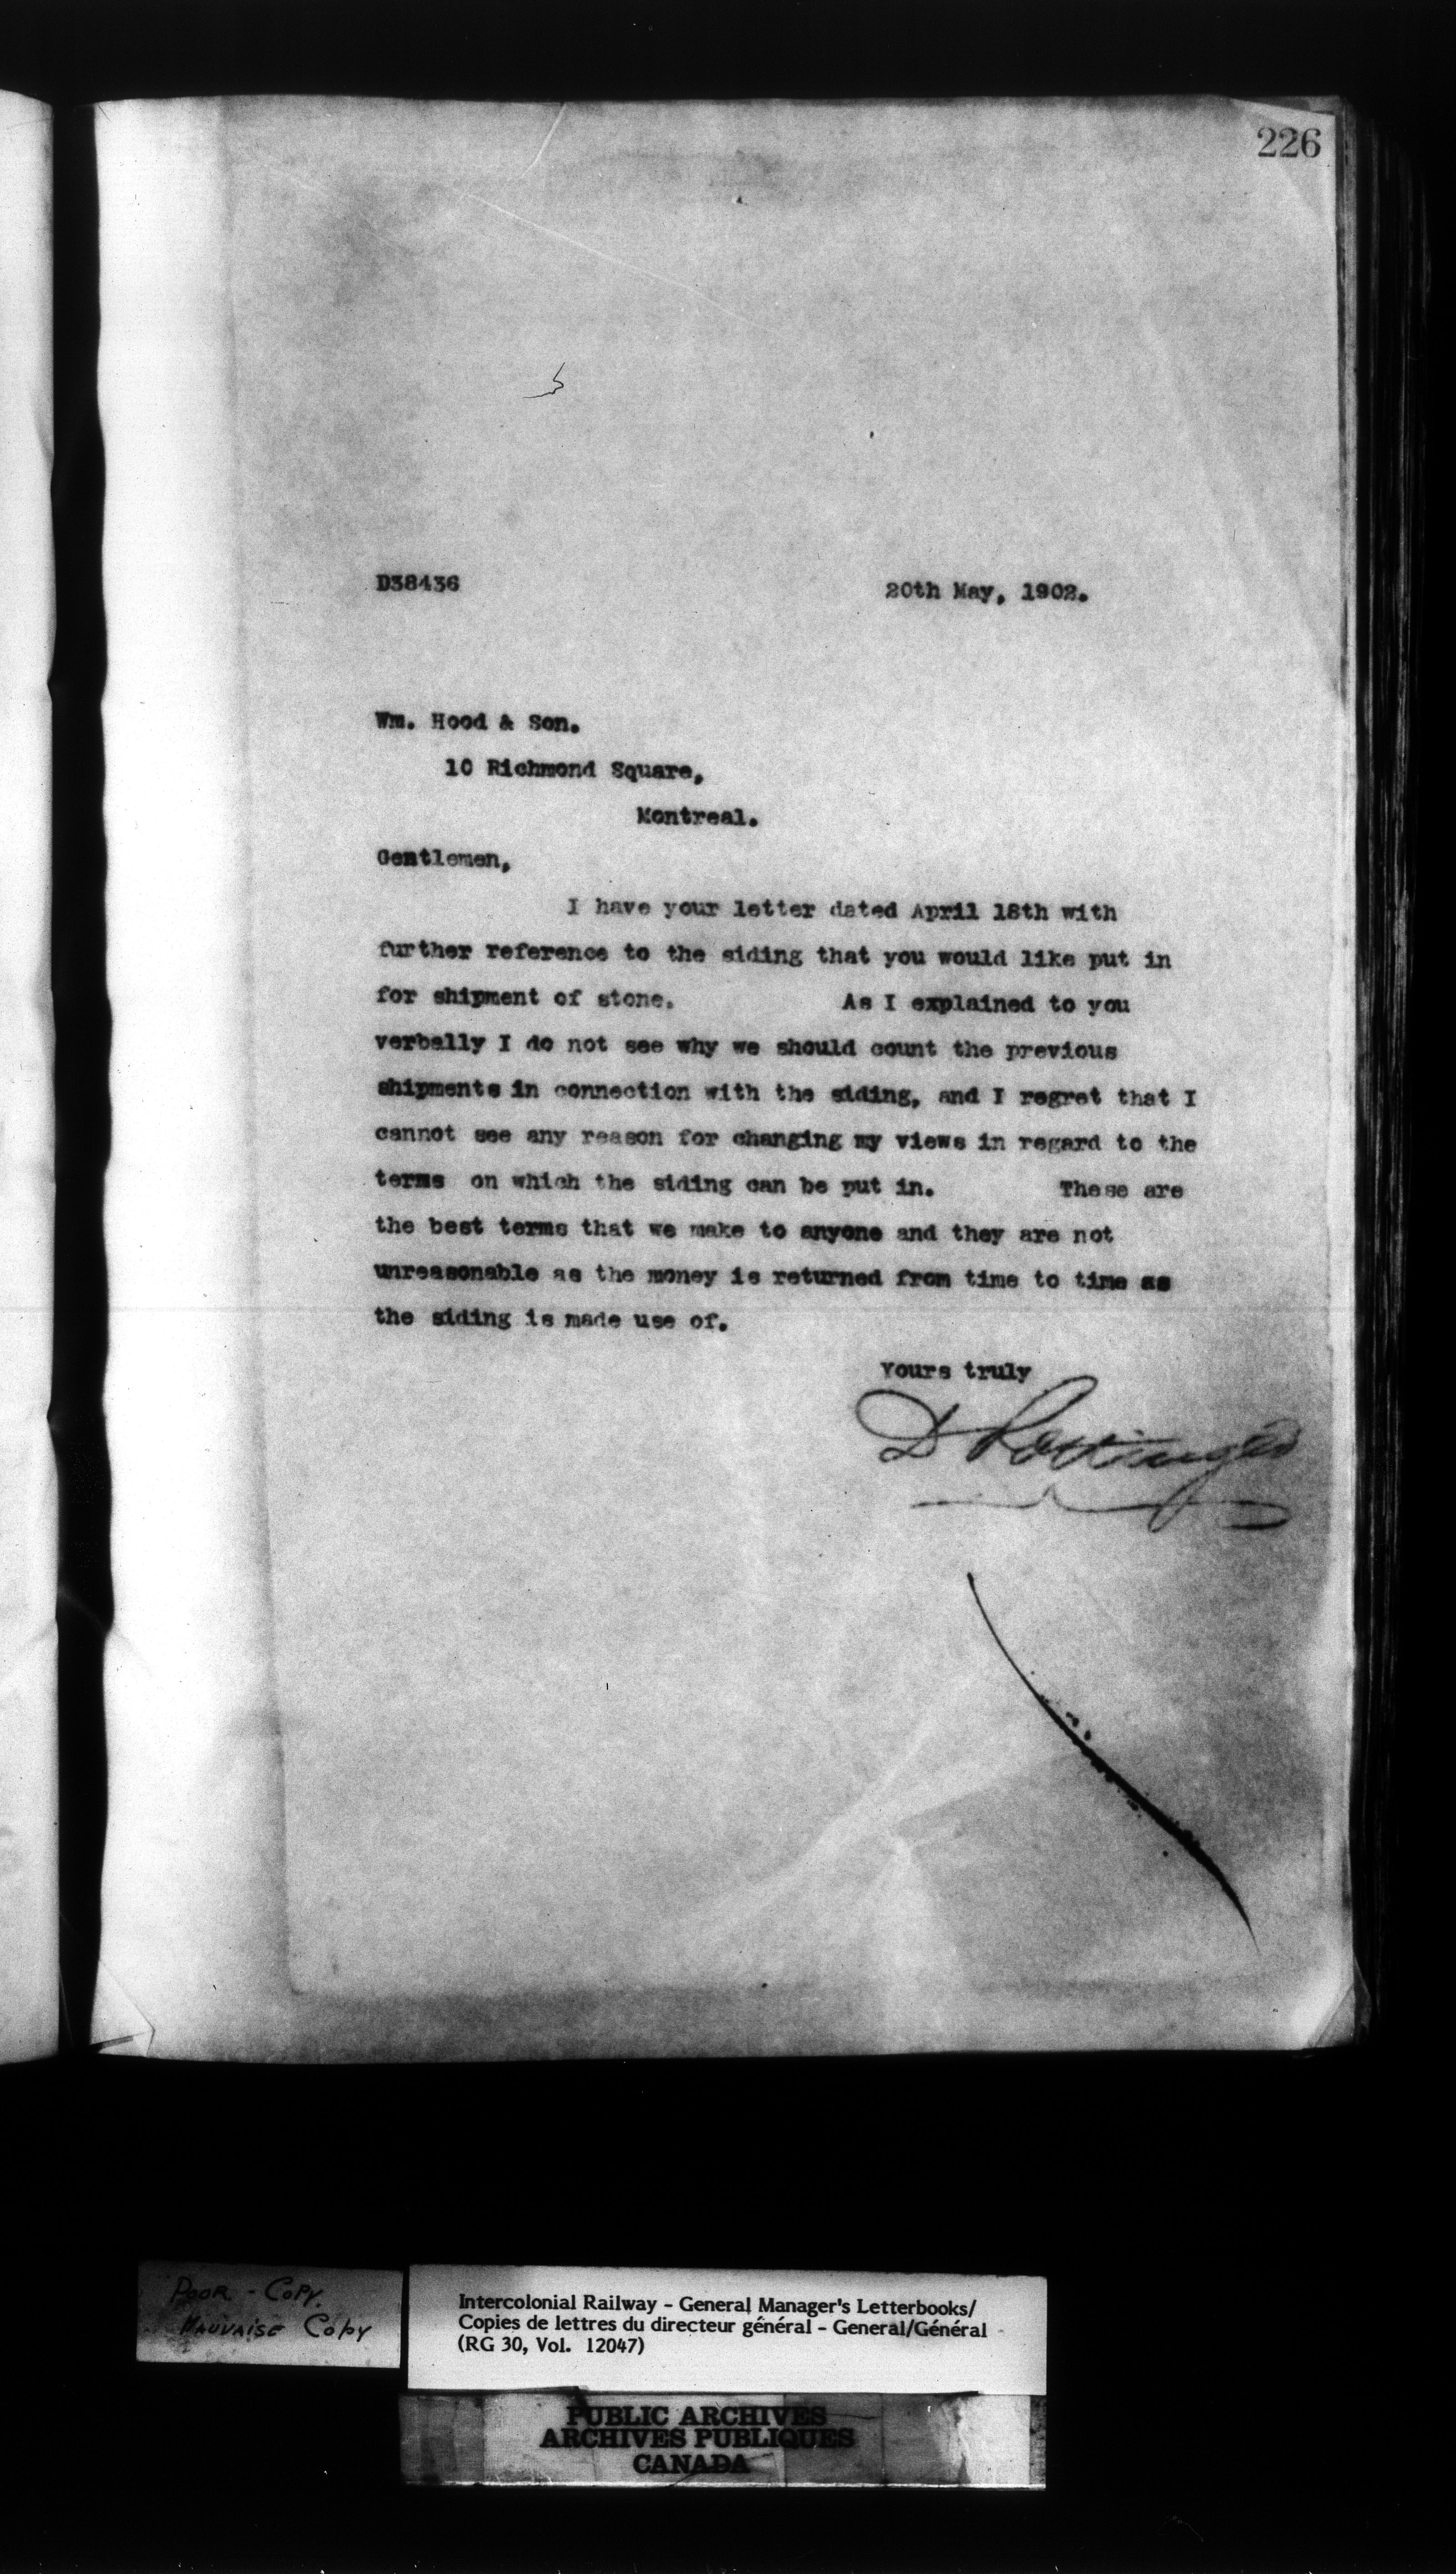 226
D38436 20th May, 1902.
Wm. Hood & Son.
10 Richmond Square,
Montreal.
Gentlemen,
I have your letter dated April 18th with
further reference to the siding that you would like put in
for shipment of stone. As I explained to you
verbally I do not see why we should count the previous
shipments in connection with the siding, and I regret that I
cannot see any reason for changing my views in regard to the
terms on which the siding can be put in. These are
the best terms that we make to anyone and they are not
unreasonable as the money is returned from time to time as
the siding is made use of.
Yours truly
D Pottinger
Poor - Copy.
Mauvaise Copy
Intercolonial Railway - General Manager's Letterbooks/
Copies de lettres du directeur général - General/Général
(RG 30, Vol. 12047)
PUBLIC ARCHIVES
ARCHIVES PUBLIQUES
CANADA